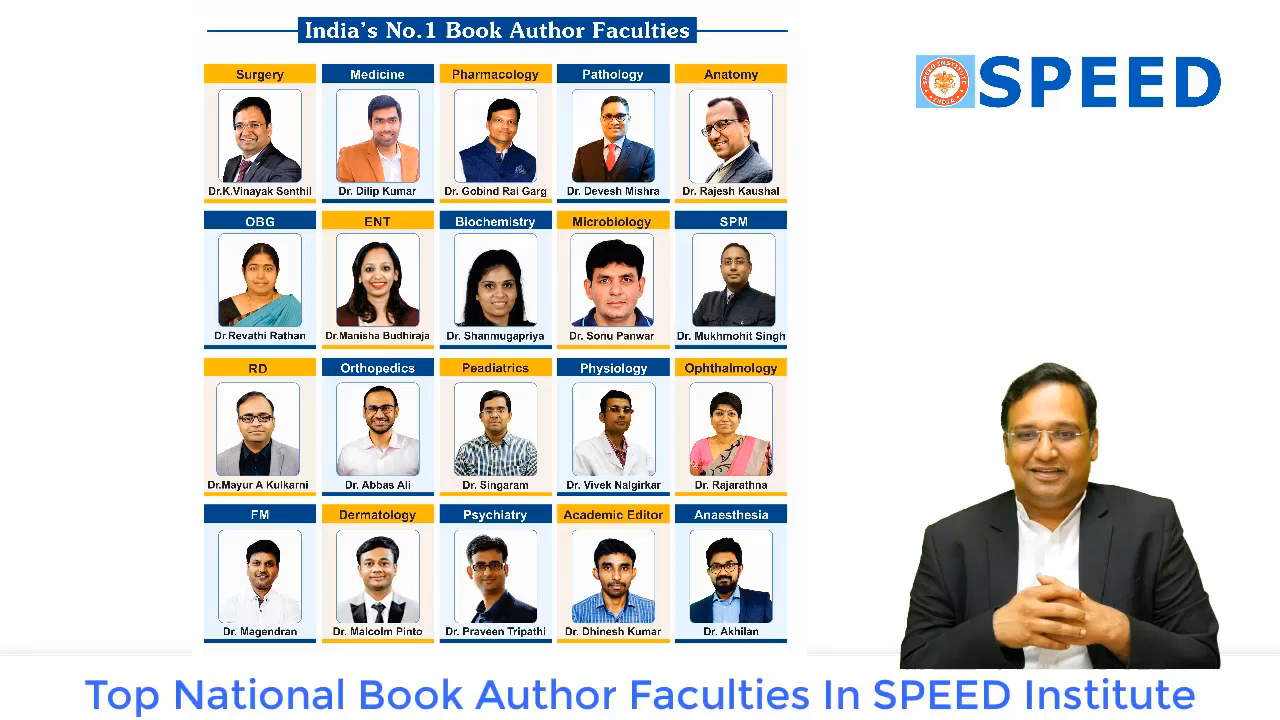 India's No.1 Book Author Faculties
SPEED
SPEED INSTITUTE
INDIA
Surgery
Medicine
Pharmacology
Pathology
Anatomy
Dr.K.Vinayak Senthil
Dr. Dilip Kumar
Dr. Gobind Rai Garg
Dr. Devesh Mishra
Dr. Rajesh Kaushal
OBG
ENT
Biochemistry
Microbiology
SPM
Dr.Revathi Rathan
Dr.Manisha Budhiraja
Dr. Shanmugapriya
Dr. Sonu Panwar
Dr. Mukhmohit Singh
RD
Orthopedics
Peadiatrics
Physiology
Ophthalmology
Dr.Mayur A Kulkarni
Dr. Abbas Ali
Dr. Singaram
Dr. Vivek Nalgirkar
Dr. Rajarathna
FM
Dermatology
Psychiatry
Academic Editor
Anaesthesia
Dr. Magendran
Dr. Malcolm Pinto
Dr. Praveen Tripathi
Dr. Dhinesh Kumar
Dr. Akhilan
Top National Book Author Faculties In SPEED Institute